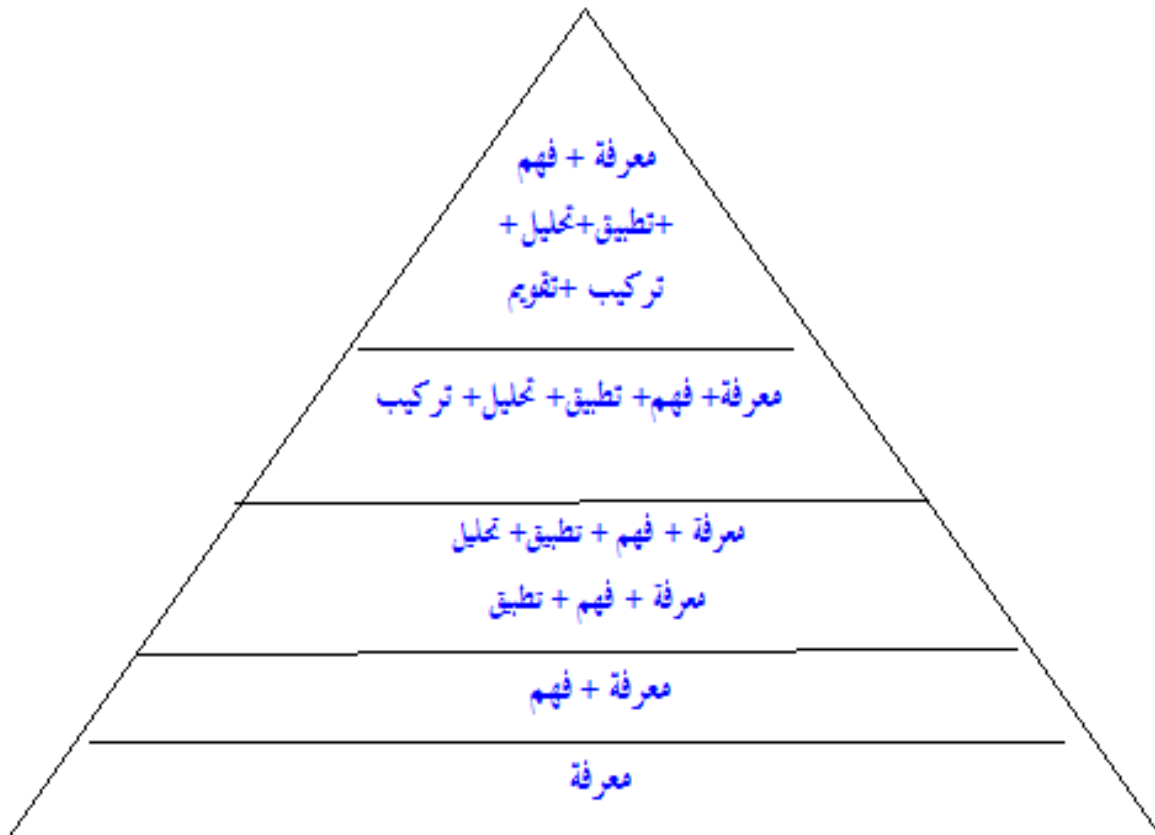 معرفة + فهم
+تطبيق+تحليل+
تركيب +تقويم
معرفة+ فهم+ تطبيق+ تحليل+ تركيب
معرفة + فهم + تطبيق+ تحليل
معرفة + فهم + تطبيق
معرفة + فهم
معرفة